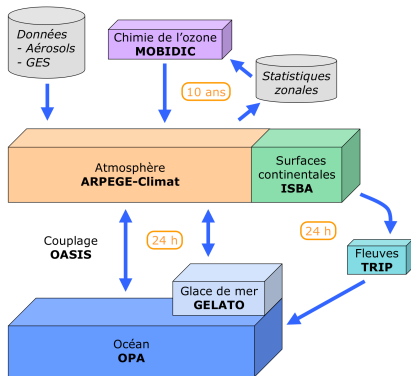 Données
- Aérosols
- GES
Chimie de l'ozone
MOBIDIC
10 ans
Statistiques
zonales
Atmosphère
ARPEGE-Climat
Surfaces
continentales
ISBA
Couplage
OASIS
24 h
24 h
Fleuves
TRIP
Glace de mer
GELATO
Océan
OPA